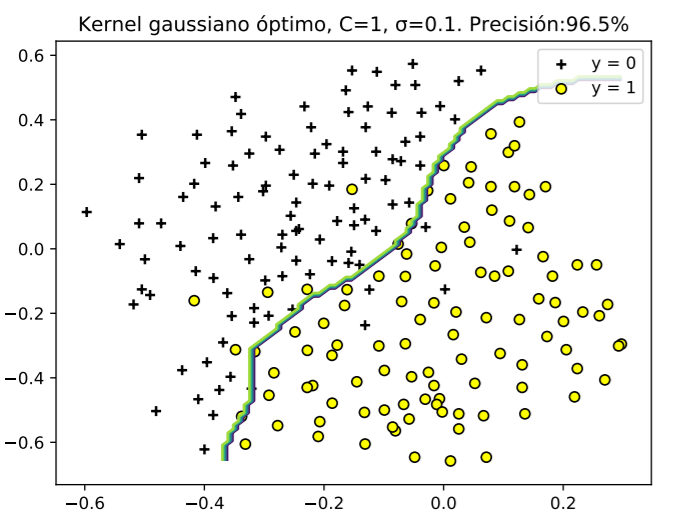 Kernel gaussiano óptimo, C=1, σ=0.1. Precisión:96.5%
0.6
0.4
0.2
0.0
−0.2
−0.4
−0.6
y = 0
y = 1
−0.6 −0.4 −0.2 0.0 0.2